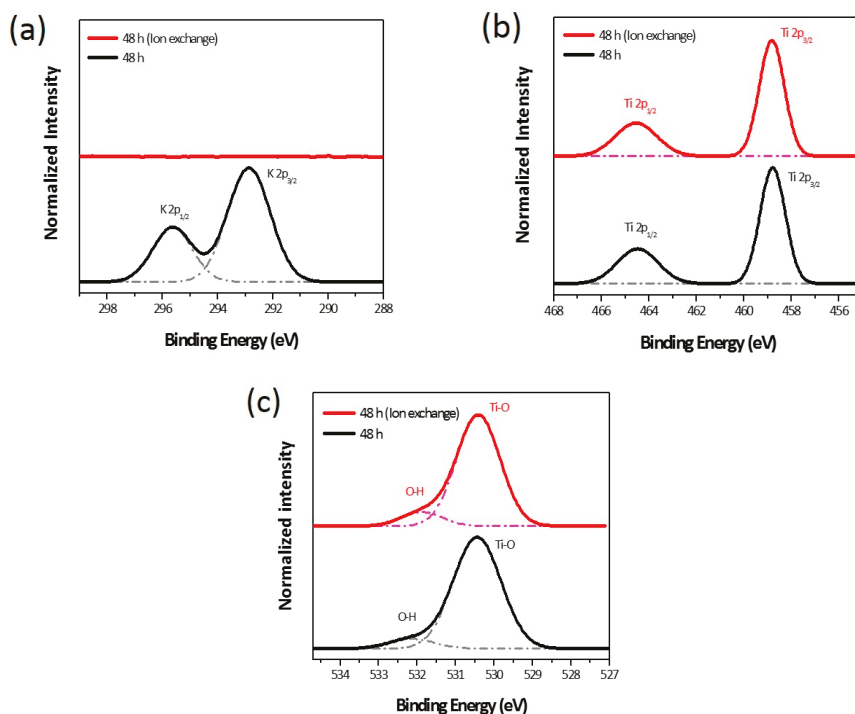 (a)
48 h (Ion exchange)
48 h
K 2p3/2
K 2p1/2
Normalized Intensity
298 296 294 292 290 288
Binding Energy (eV)
(b)
48 h (Ion exchange)
48 h
Ti 2p3/2
Ti 2p1/2
Ti 2p3/2
Ti 2p1/2
Normalized Intensity
468 466 464 462 460 458 456
Binding Energy (eV)
(c)
48 h (Ion exchange)
48 h
Ti-O
O-H
Ti-O
O-H
Normalized intensity
534 533 532 531 530 529 528 527
Binding Energy (eV)